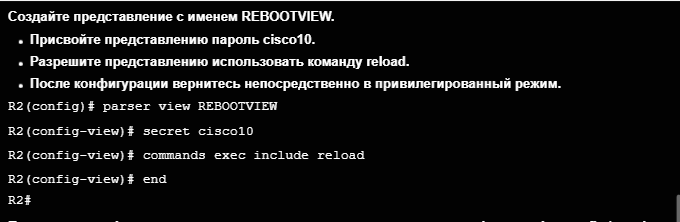 Создайте представление с именем REBOOTVIEW.
• Присвойте представлению пароль cisco10.
• Разрешите представлению использовать команду reload.
• После конфигурации вернитесь непосредственно в привилегированный режим.
R2(config)# parser view REBOOTVIEW
R2(config-view)# secret cisco10
R2(config-view)# commands exec include reload
R2(config-view)# end
R2#